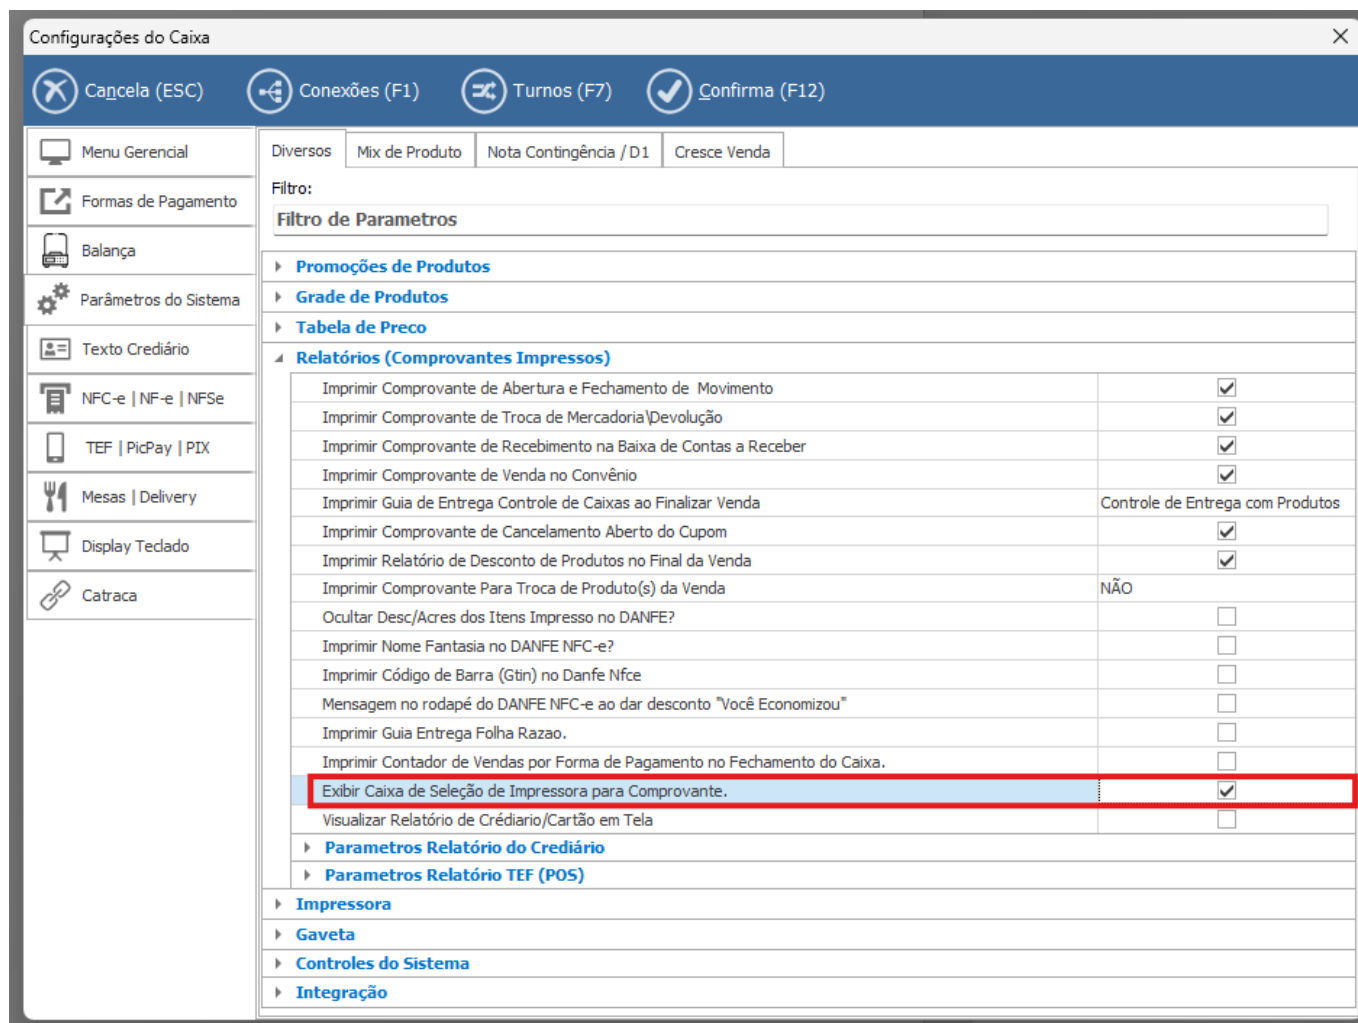 Configurações do Caixa
Cancela (ESC)
Conexões (F1)
Turnos (F7)
Confirma (F12)
Menu Gerencial
Formas de Pagamento
Balança
Parâmetros do Sistema
Texto Crediário
NFC-e | NF-e | NFSe
TEF | PicPay | PIX
Mesas | Delivery
Display Teclado
Catraca
Diversos
Mix de Produto
Nota Contingência / D1
Cresce Venda
Filtro:
Filtro de Parametros
Promoções de Produtos
Grade de Produtos
Tabela de Preco
Relatórios (Comprovantes Impressos)
Imprimir Comprovante de Abertura e Fechamento de Movimento
Imprimir Comprovante de Troca de Mercadoria\Devolução
Imprimir Comprovante de Recebimento na Baixa de Contas a Receber
Imprimir Comprovante de Venda no Convênio
Imprimir Guia de Entrega Controle de Caixas ao Finalizar Venda Controle de Entrega com Produtos
Imprimir Comprovante de Cancelamento Aberto do Cupom
Imprimir Relatório de Desconto de Produtos no Final da Venda
Imprimir Comprovante Para Troca de Produto(s) da Venda NÃO
Ocultar Desc/Acres dos Itens Impresso no DANFE?
Imprimir Nome Fantasia no DANFE NFC-e?
Imprimir Código de Barra (Gtin) no Danfe Nfce
Mensagem no rodapé do DANFE NFC-e ao dar desconto "Você Economizou"
Imprimir Guia Entrega Folha Razao.
Imprimir Contador de Vendas por Forma de Pagamento no Fechamento do Caixa.
Exibir Caixa de Seleção de Impressora para Comprovante.
Visualizar Relatório de Crédiario/Cartão em Tela
Parametros Relatório do Crediário
Parametros Relatório TEF (POS)
Impressora
Gaveta
Controles do Sistema
Integração